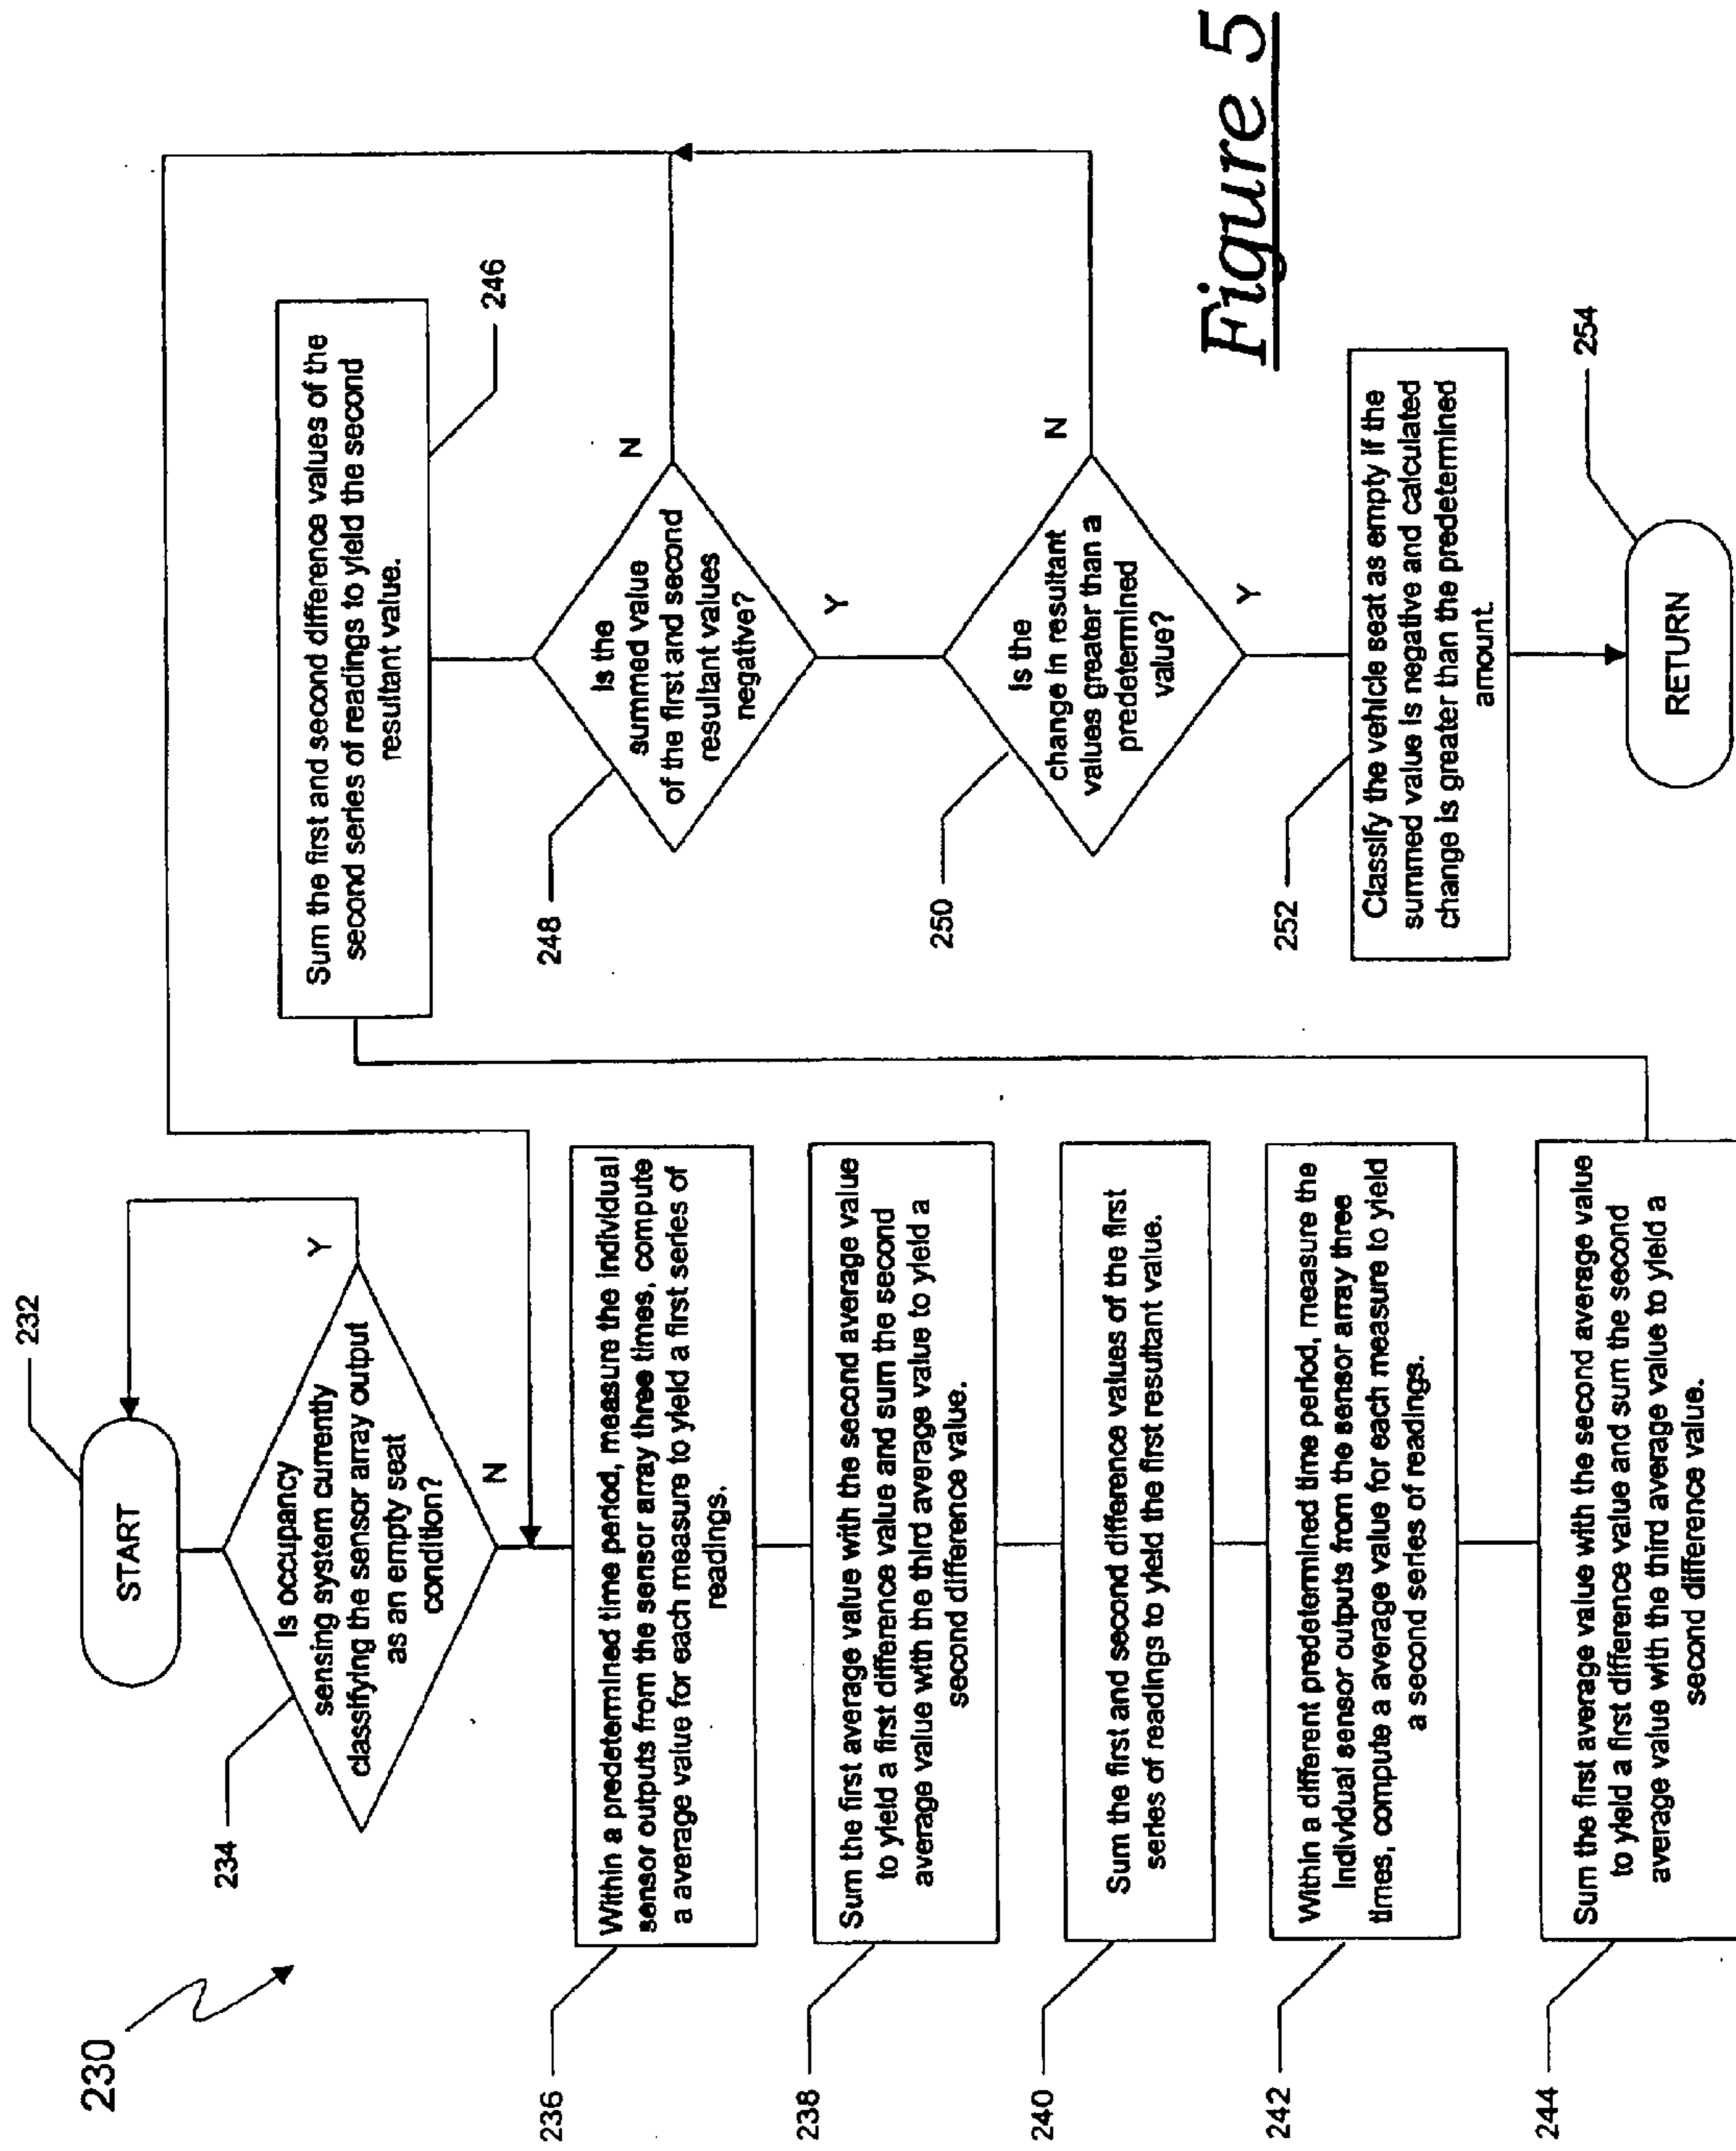 230
232
START
234
Is occupancy
sensing system currently
classifying the sensor array output
as an empty seat
condition?
Y
N
236
Within a predetermined time period, measure the individual
sensor outputs from the sensor array three times, compute
a average value for each measure to yield a first series of
readings.
238
Sum the first average value with the second average value
to yield a first difference value and sum the second
average value with the third average value to yield a
second difference value.
240
Sum the first and second difference values of the first
series of readings to yield the first resultant value.
242
Within a different predetermined time period, measure the
individual sensor outputs from the sensor array three
times, compute a average value for each measure to yield
a second series of readings.
244
Sum the first average value with the second average value
to yield a first difference value and sum the second
average value with the third average value to yield a
second difference value.
246
Sum the first and second difference values of the
second series of readings to yield the second
resultant value.
248
Is the
summed value
of the first and second
resultant values
negative?
N
Y
250
Is the
change in resultant
values greater than a
predetermined
value?
N
Y
252
Classify the vehicle seat as empty if the
summed value is negative and calculated
change is greater than the predetermined
amount.
254
RETURN
Figure 5